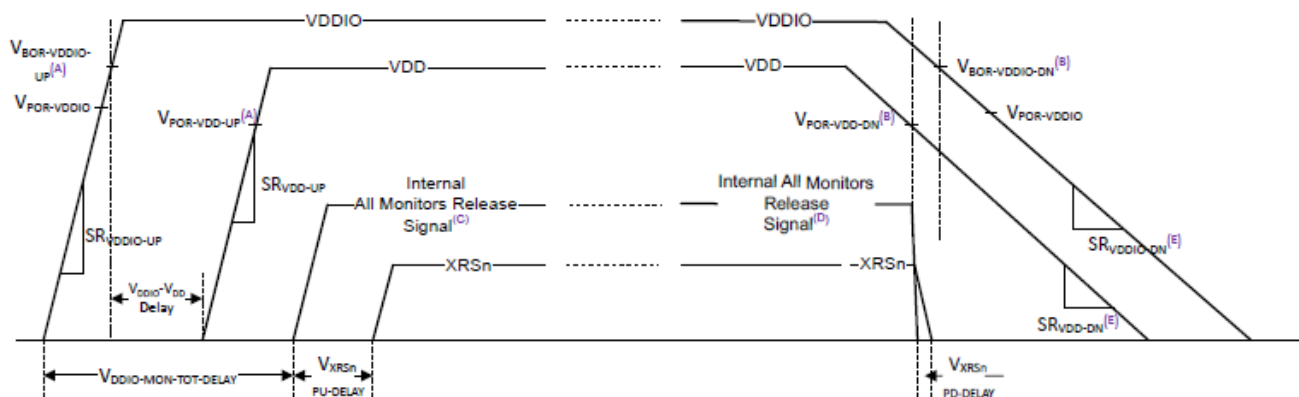 VDDIO
VDDIO
VBOR-VDDIO-
UP(A)
VBOR-VDDIO-DN(B)
VDD
VDD
VPOR-VDDIO
VPOR-VDD-UP(A)
VPOR-VDD-DN(B)
VPOR-VDDIO
SRVDD-UP
Internal
All Monitors Release
Signal(C)
Internal All Monitors
Release
Signal(D)
SRVDDIO-UP
SRVDDIO-DN(E)
XRSn
XRSn
VDDIO-VDD
Delay
SRVDD-DN(E)
VDDIO-MON-TOT-DELAY
VXRSn
PU-DELAY
VXRSn
PD-DELAY